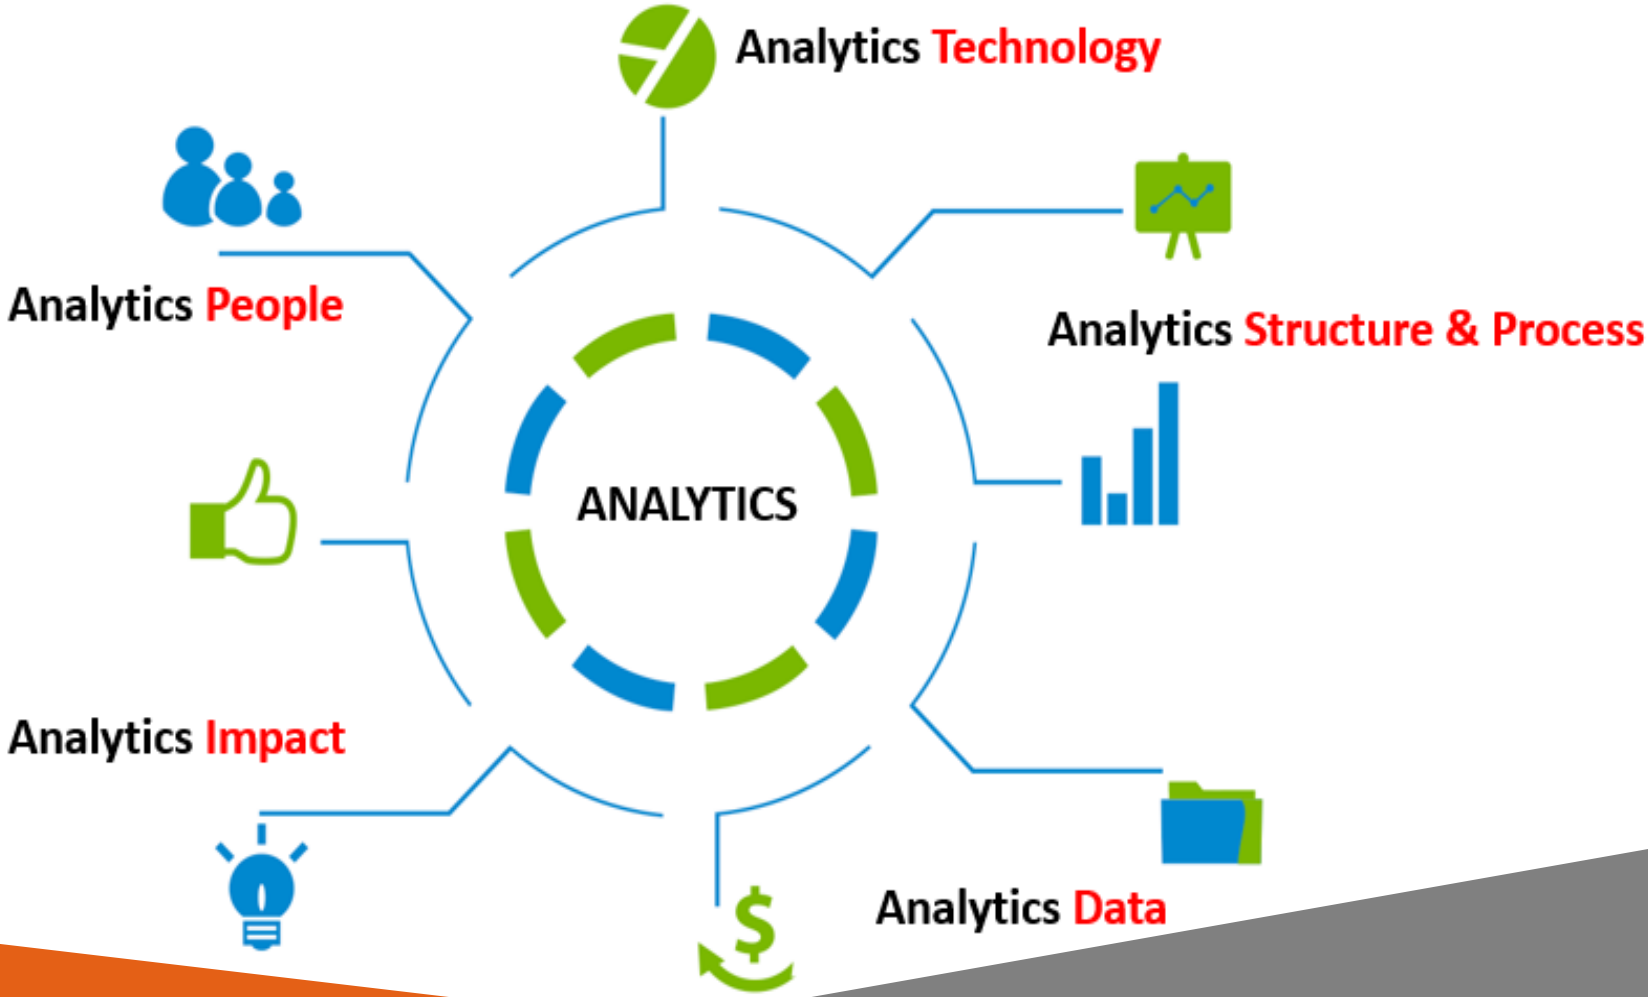 Analytics Technology
Analytics People
Analytics Structure & Process
ANALYTICS
Analytics Impact
$
Analytics Data